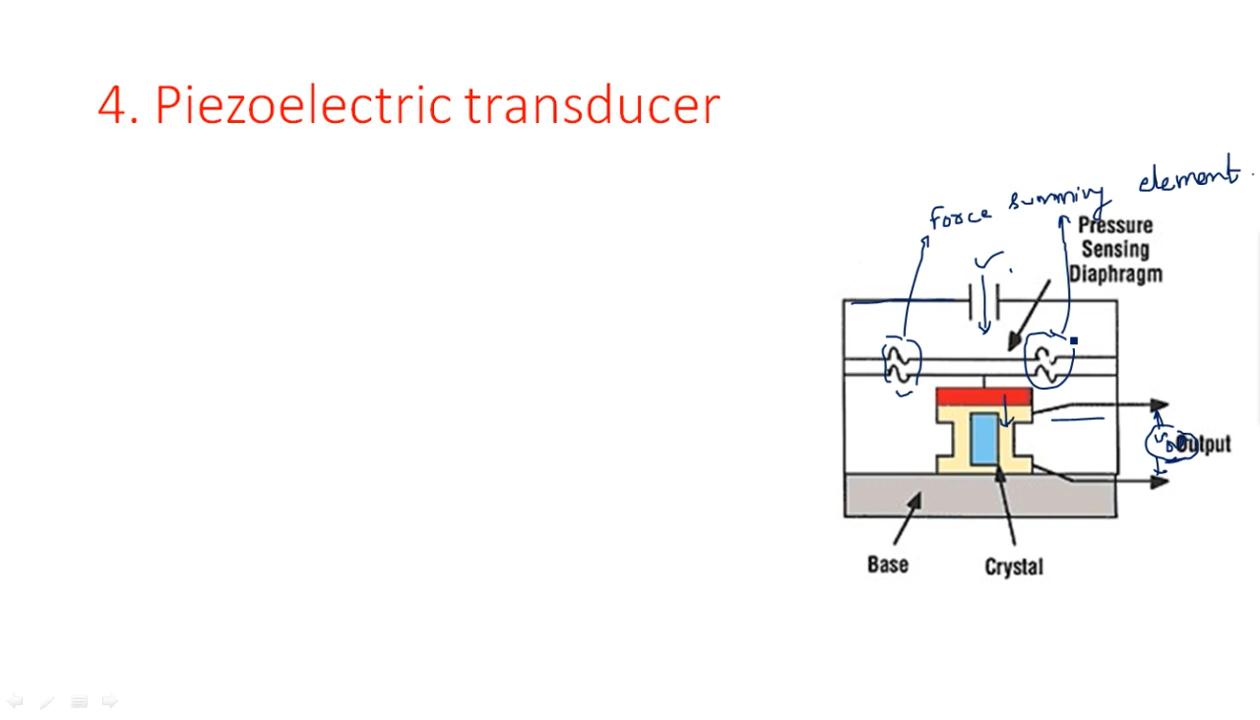 4. Piezoelectric transducer
Force summing element.
Pressure
Sensing
Diaphragm
Output
Base
Crystal